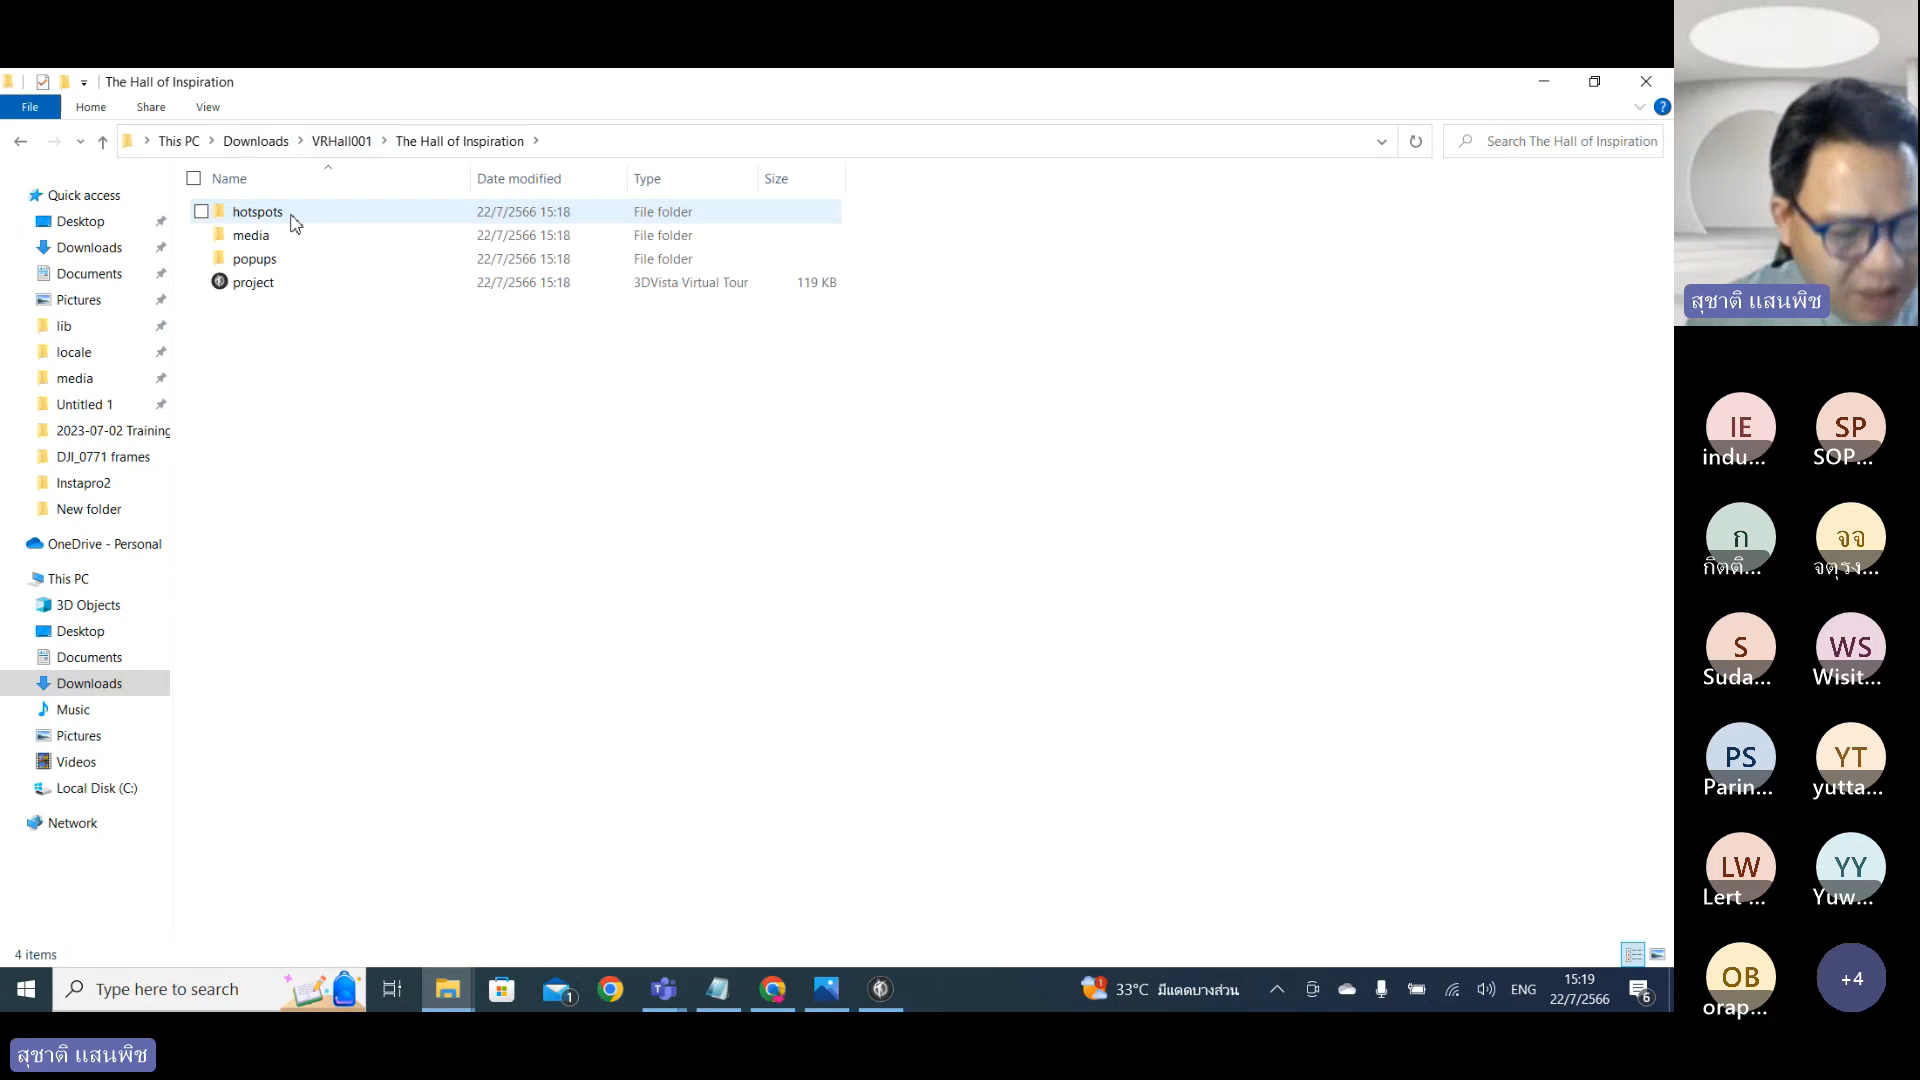 The Hall of Inspiration
File Home Share View
This PC > Downloads > VRHall001 > The Hall of Inspiration >
Search The Hall of Inspiration
Name Date modified Type Size
hotspots 22/7/2566 15:18 File folder
media 22/7/2566 15:18 File folder
popups 22/7/2566 15:18 File folder
project 22/7/2566 15:18 3DVista Virtual Tour 119 KB
Quick access
Desktop
Downloads
Documents
Pictures
lib
locale
media
Untitled 1
2023-07-02 Training
DJI_0771 frames
Instapro2
New folder
OneDrive - Personal
This PC
3D Objects
Desktop
Documents
Downloads
Music
Pictures
Videos
Local Disk (C:)
Network
4 items
Type here to search
1
1
33°C มีแดดบางส่วน
ENG
15:19
22/7/2566
6
สุชาติ แสนพิช
สุชาติ แสนพิช
IE SP
indu... SOP...
ก จจ
กิตติ... จตุรง...
S WS
Suda... Wisit...
PS YT
Parin... yutta...
LW YY
Lert ... Yuw...
OB +4
orap...